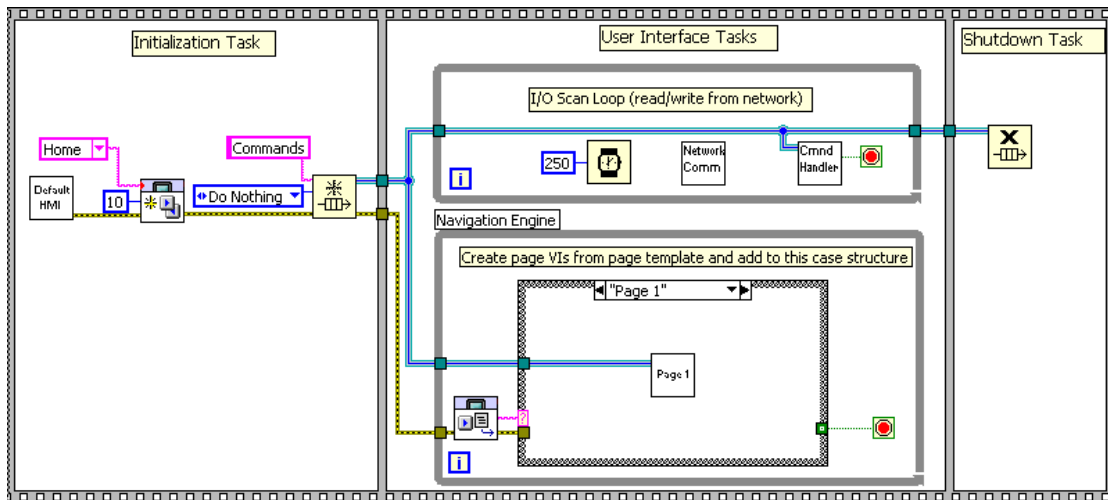 Initialization Task
User Interface Tasks
Shutdown Task
I/O Scan Loop (read/write from network)
Home
Commands
250
Network
Comm
Cmnd
Handler
i
Default
HMI
10
Do Nothing
Navigation Engine
Create page VIs from page template and add to this case structure
"Page 1"
Page 1
?
i